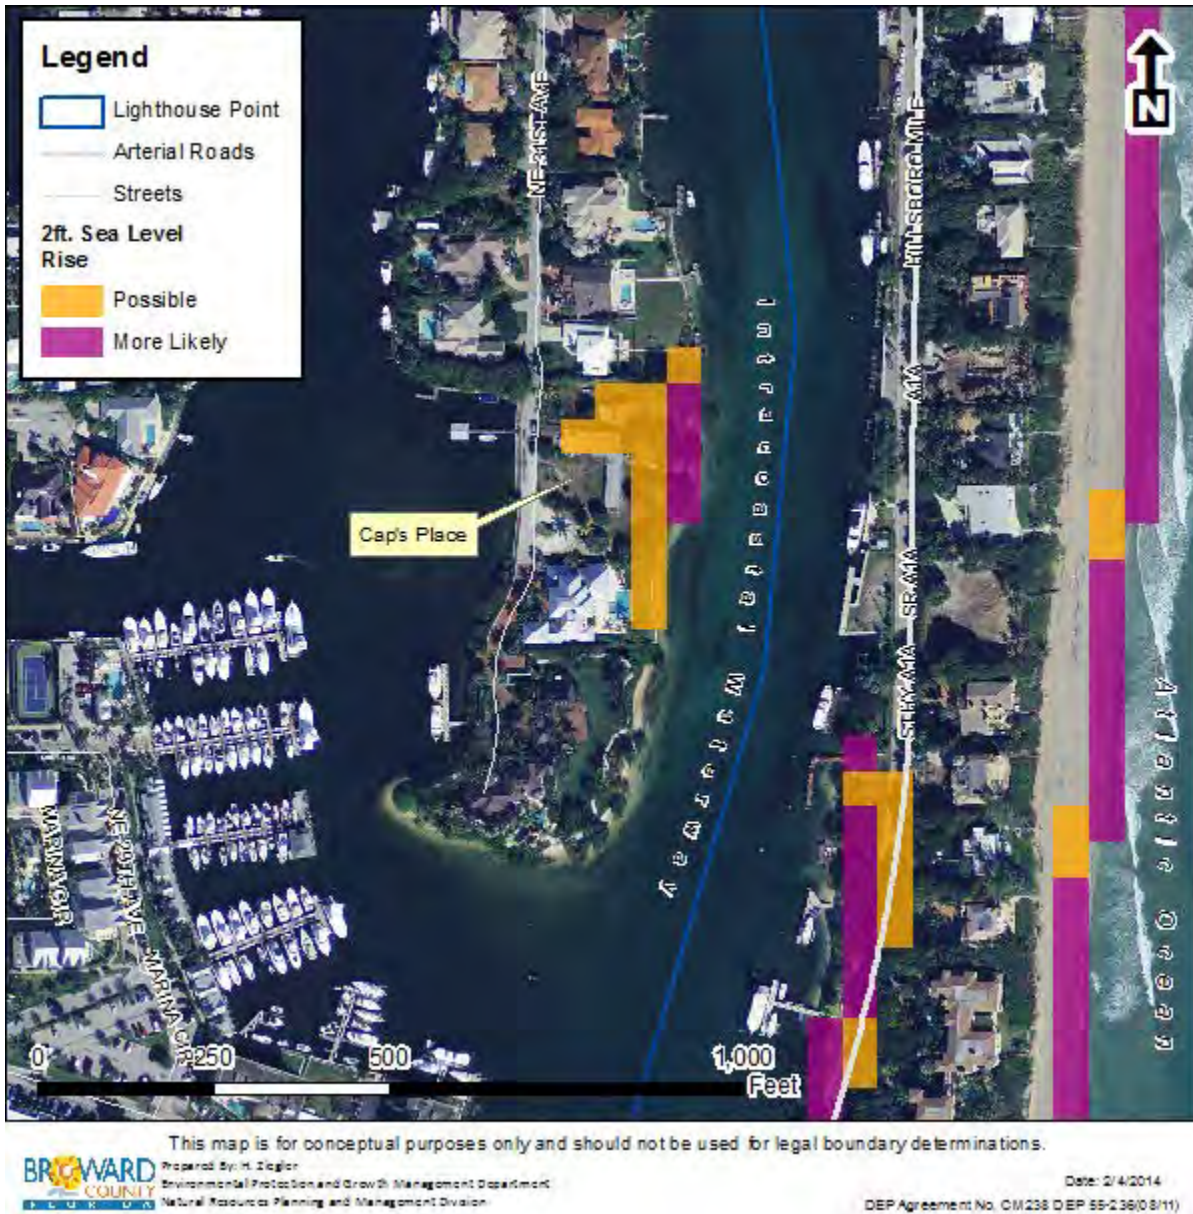 Legend
Lighthouse Point
Arterial Roads
Streets
2ft. Sea Level
Rise
Possible
More Likely
N
NE 31ST AVE
HILLSBORO MILE
A1A
SR-A1A
ST HY A1A
Intracoastal Waterway
Cap's Place
Atlantic Ocean
MARINA CIR
NE 29TH AVE
MARINA CIR
0 250 500 1,000
Feet
This map is for conceptual purposes only and should not be used for legal boundary determinations.
BROWARD
COUNTY
FLORIDA
Prepared By: H. Ziegler
Environmental Protection and Growth Management Department
Natural Resources Planning and Management Division
Date: 2/4/2014
DEP Agreement No. CM238 DEP 55-236(08/11)